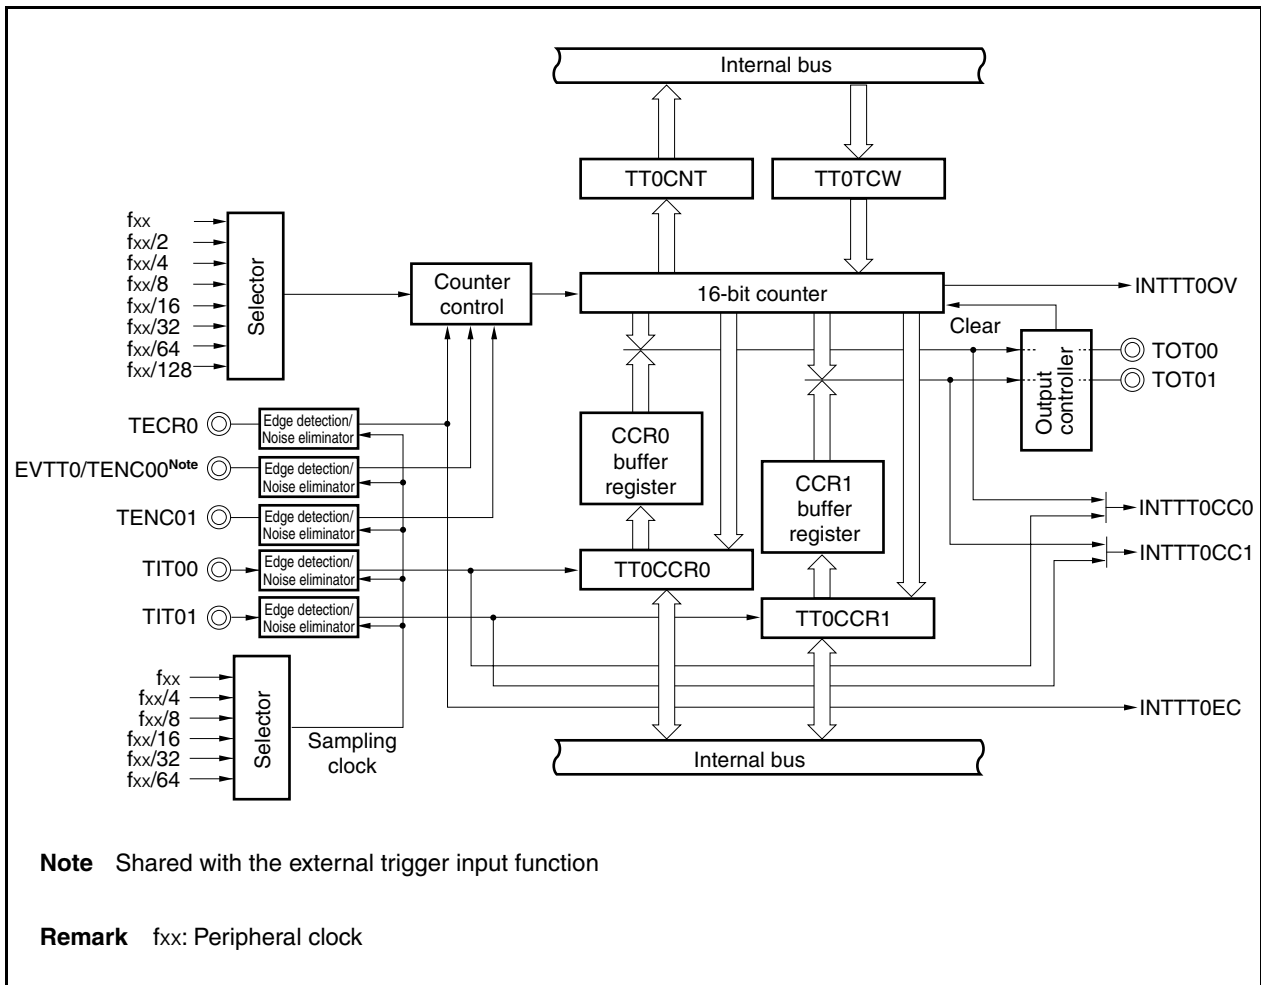 Internal bus
TT0CNT
TT0TCW
fxx
fxx/2
fxx/4
fxx/8
fxx/16
fxx/32
fxx/64
fxx/128
Selector
Counter
control
16-bit counter
INTTT0OV
Clear
Output
controller
TOT00
TOT01
TECR0
Edge detection/
Noise eliminator
EVTT0/TENC00Note
Edge detection/
Noise eliminator
TENC01
Edge detection/
Noise eliminator
TIT00
Edge detection/
Noise eliminator
TIT01
Edge detection/
Noise eliminator
CCR0
buffer
register
CCR1
buffer
register
INTTT0CC0
INTTT0CC1
TT0CCR0
TT0CCR1
fxx
fxx/4
fxx/8
fxx/16
fxx/32
fxx/64
Selector
Sampling
clock
INTTT0EC
Internal bus
Note Shared with the external trigger input function
Remark fxx: Peripheral clock